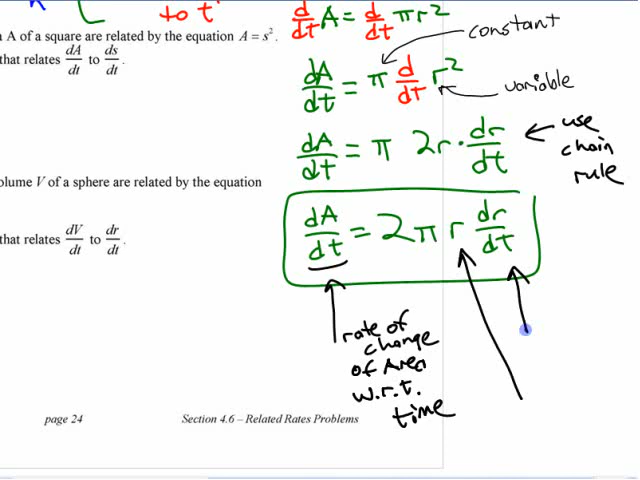 to t
d/dt A = d/dt πr²
A of a square are related by the equation A = s².
that relates dA/dt to ds/dt.
constant
dA/dt = π d/dt r²
variable
dA/dt = π 2r · dr/dt
use
chain
rule
olume V of a sphere are related by the equation
dA/dt = 2πr dr/dt
that relates dV/dt to dr/dt.
rate of
change
of Area
w.r.t.
time
page 24
Section 4.6 – Related Rates Problems